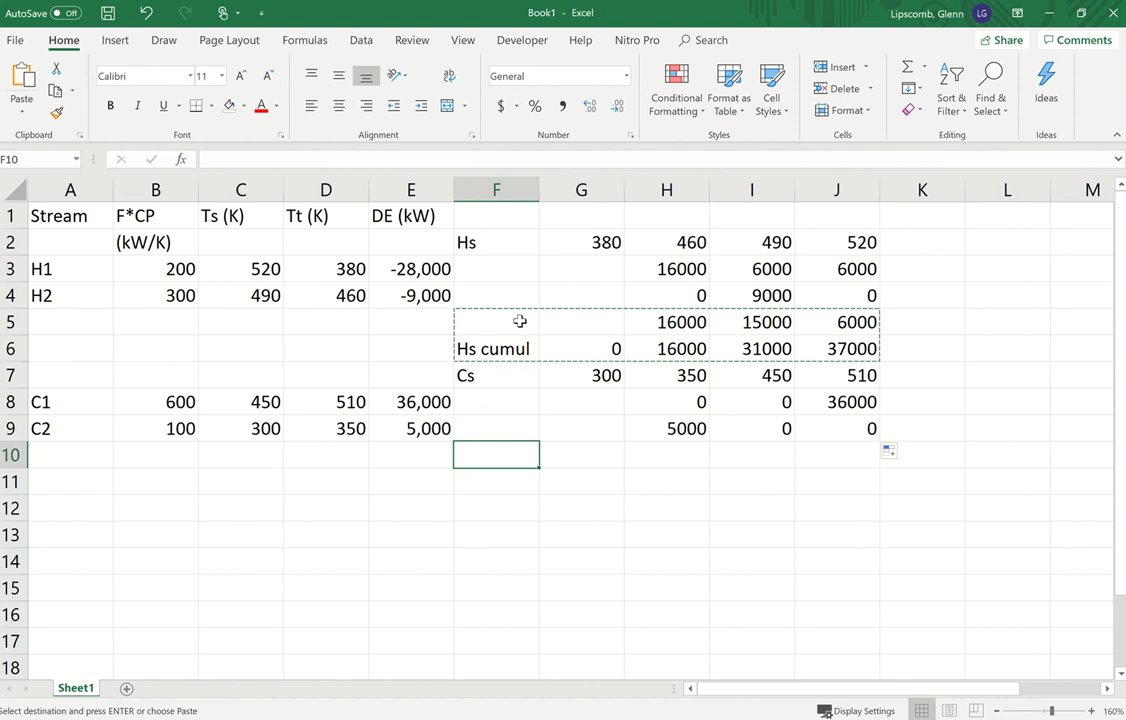 AutoSave Off Book1 - Excel Lipscomb, Glenn LG
File Home Insert Draw Page Layout Formulas Data Review View Developer Help Nitro Pro Search Share Comments
Paste Calibri 11 General Conditional Formatting Format as Table Cell Styles Insert Delete Format Sort & Filter Find & Select Ideas
Clipboard Font Alignment Number Styles Cells Editing Ideas
F10 fx
A B C D E F G H I J K L M
1 Stream F*CP Ts (K) Tt (K) DE (kW)
2 (kW/K) Hs 380 460 490 520
3 H1 200 520 380 -28,000 16000 6000 6000
4 H2 300 490 460 -9,000 0 9000 0
5 16000 15000 6000
6 Hs cumul 0 16000 31000 37000
7 Cs 300 350 450 510
8 C1 600 450 510 36,000 0 0 36000
9 C2 100 300 350 5,000 5000 0 0
10
11
12
13
14
15
16
17
18
Sheet1
Select destination and press ENTER or choose Paste Display Settings 160%